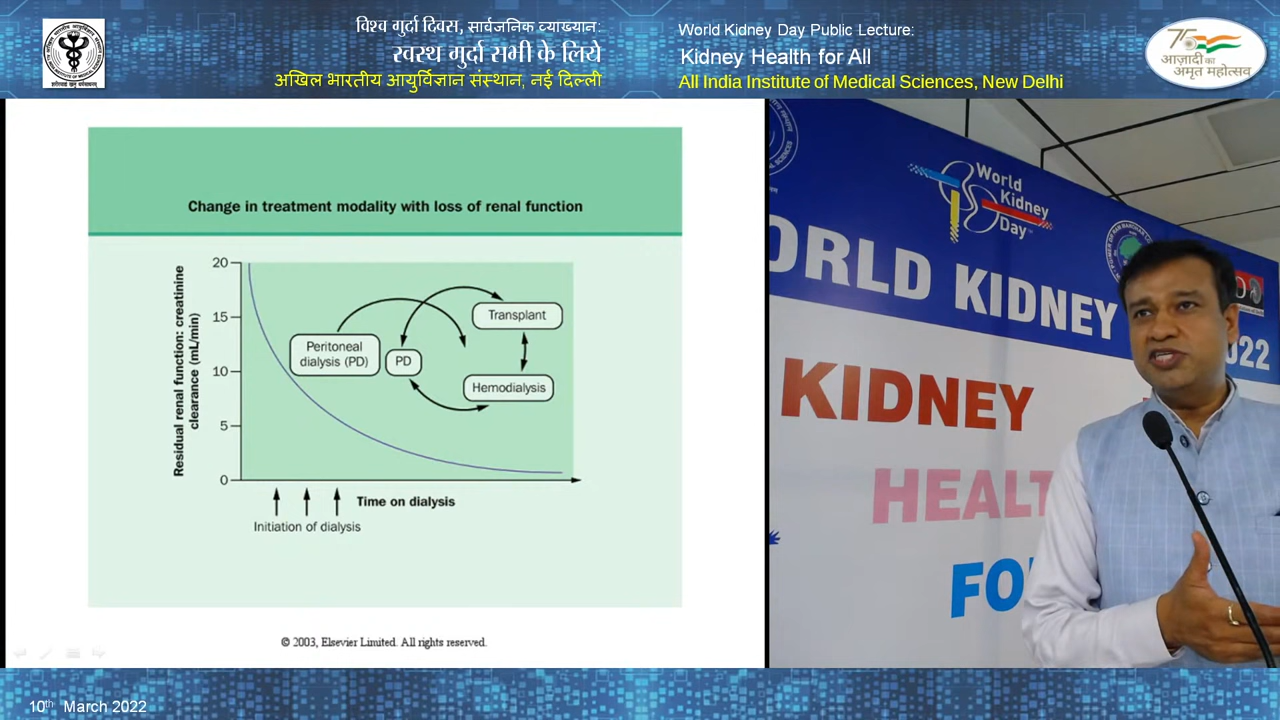 विश्व गुर्दा दिवस, सार्वजनिक व्याख्यान:
स्वस्थ गुर्दा सभी के लिये
अखिल भारतीय आयुर्विज्ञान संस्थान, नई दिल्ली
World Kidney Day Public Lecture:
Kidney Health for All
All India Institute of Medical Sciences, New Delhi
75
आज़ादी का
अमृत महोत्सव
Change in treatment modality with loss of renal function
Residual renal function: creatinine
clearance (mL/min)
20
15
10
5
0
Peritoneal
dialysis (PD)
PD
Transplant
Hemodialysis
Time on dialysis
Initiation of dialysis
© 2003, Elsevier Limited. All rights reserved.
World
Kidney
Day
ORLD KIDNEY
022
KIDNEY
HEALT
FO
10th March 2022